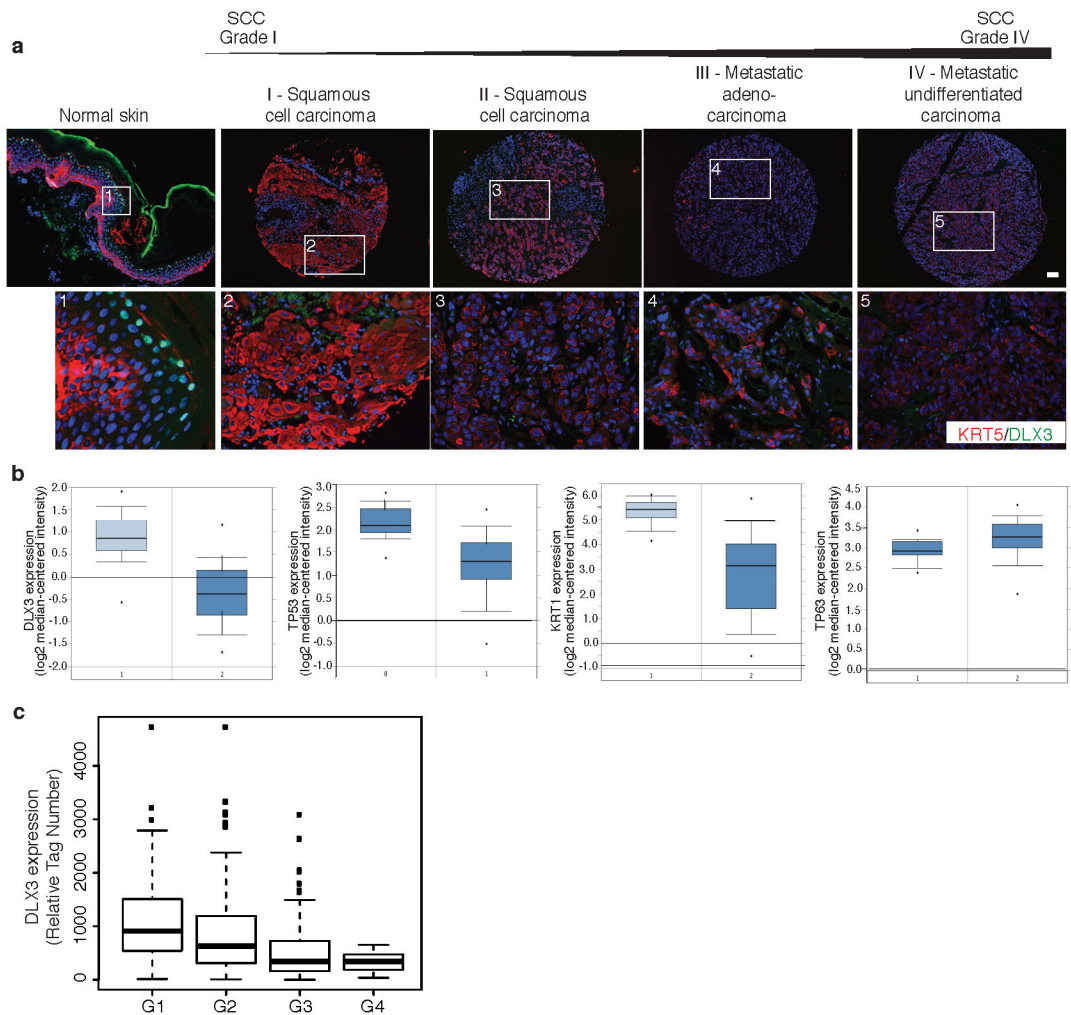 SCC
Grade I
SCC
Grade IV
a
Normal skin
I - Squamous
cell carcinoma
II - Squamous
cell carcinoma
III - Metastatic
adeno-
carcinoma
IV - Metastatic
undifferentiated
carcinoma
1
2
3
4
5
1
2
3
4
5
KRT5/DLX3
b
DLX3 expression
(log2 median-centered intensity)
2.0
1.5
1.0
0.5
0.0
-0.5
-1.0
-1.5
-2.0
1
2
TP53 expression
(log2 median-centered intensity)
3.0
2.5
2.0
1.5
1.0
0.5
0.0
-0.5
-1.0
0
1
KRT1 expression
(log2 median-centered intensity)
6.0
5.0
4.0
3.0
2.0
1.0
0.0
-1.0
1
2
TP63 expression
(log2 median-centered intensity)
4.5
4.0
3.5
3.0
2.5
2.0
1.5
1.0
0.5
0.0
1
2
c
DLX3 expression
(Relative Tag Number)
4000
3000
2000
1000
0
G1
G2
G3
G4